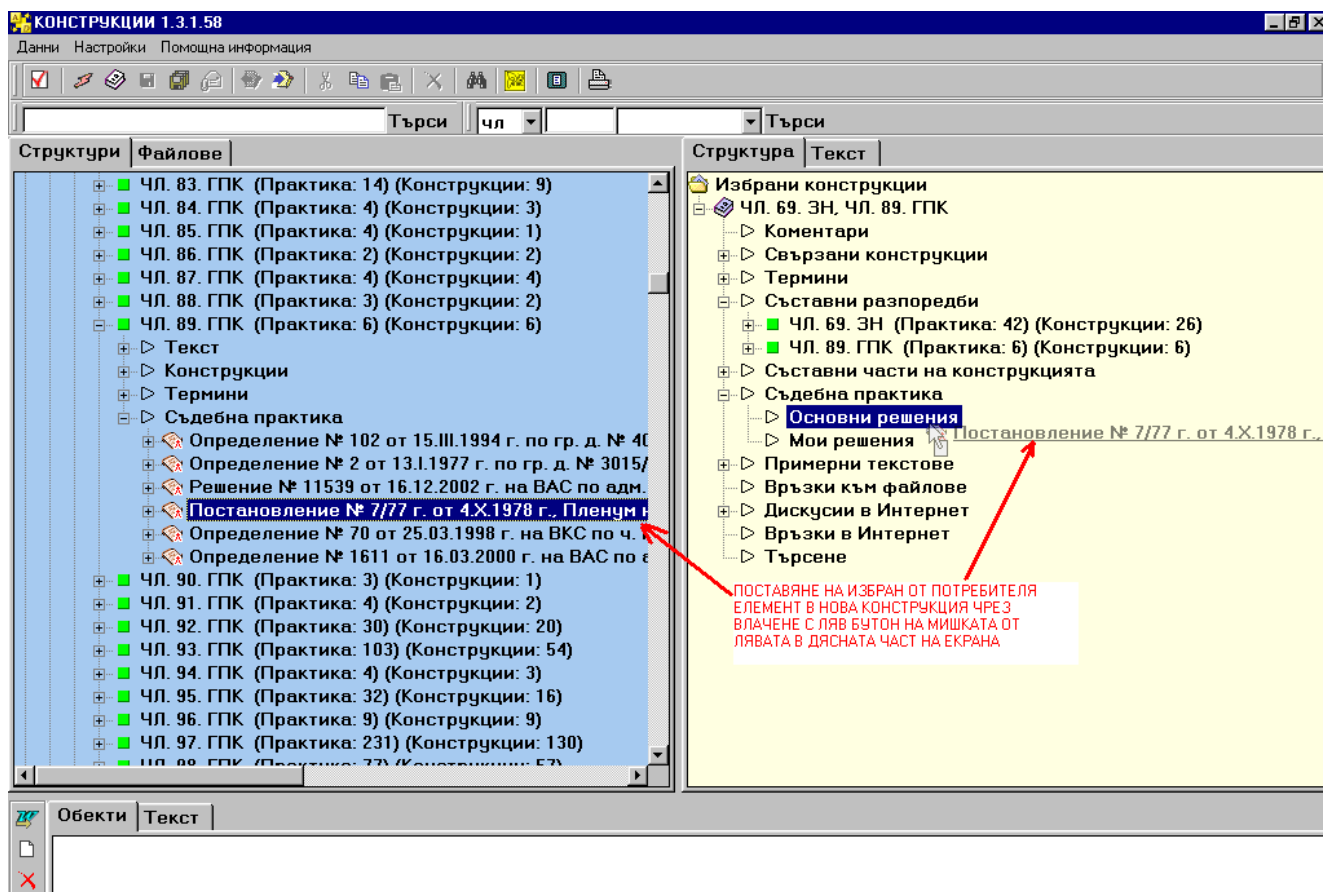 КОНСТРУКЦИИ 1.3.1.58
Данни Настройки Помощна информация
Търси чл Търси
Структури Файлове
ЧЛ. 83. ГПК (Практика: 14) (Конструкции: 9)
ЧЛ. 84. ГПК (Практика: 4) (Конструкции: 3)
ЧЛ. 85. ГПК (Практика: 4) (Конструкции: 1)
ЧЛ. 86. ГПК (Практика: 2) (Конструкции: 2)
ЧЛ. 87. ГПК (Практика: 4) (Конструкции: 4)
ЧЛ. 88. ГПК (Практика: 3) (Конструкции: 2)
ЧЛ. 89. ГПК (Практика: 6) (Конструкции: 6)
Текст
Конструкции
Термини
Съдебна практика
Определение № 102 от 15.III.1994 г. по гр. д. № 40
Определение № 2 от 13.I.1977 г. по гр. д. № 3015/
Решение № 11539 от 16.12.2002 г. на ВАС по адм.
Постановление № 7/77 г. от 4.X.1978 г., Пленум н
Определение № 70 от 25.03.1998 г. на ВКС по ч.
Определение № 1611 от 16.03.2000 г. на ВАС по а
ЧЛ. 90. ГПК (Практика: 3) (Конструкции: 1)
ЧЛ. 91. ГПК (Практика: 4) (Конструкции: 2)
ЧЛ. 92. ГПК (Практика: 30) (Конструкции: 20)
ЧЛ. 93. ГПК (Практика: 103) (Конструкции: 54)
ЧЛ. 94. ГПК (Практика: 4) (Конструкции: 3)
ЧЛ. 95. ГПК (Практика: 32) (Конструкции: 16)
ЧЛ. 96. ГПК (Практика: 9) (Конструкции: 9)
ЧЛ. 97. ГПК (Практика: 231) (Конструкции: 130)
ЧЛ. 98. ГПК (Практика: 77) (Конструкции: 57)
Структура Текст
Избрани конструкции
ЧЛ. 69. ЗН, ЧЛ. 89. ГПК
Коментари
Свързани конструкции
Термини
Съставни разпоредби
ЧЛ. 69. ЗН (Практика: 42) (Конструкции: 26)
ЧЛ. 89. ГПК (Практика: 6) (Конструкции: 6)
Съставни части на конструкцията
Съдебна практика
Основни решения
Постановление № 7/77 г. от 4.X.1978 г.,
Мои решения
Примерни текстове
Връзки към файлове
Дискусии в Интернет
Връзки в Интернет
Търсене
ПОСТАВЯНЕ НА ИЗБРАН ОТ ПОТРЕБИТЕЛЯ
ЕЛЕМЕНТ В НОВА КОНСТРУКЦИЯ ЧРЕЗ
ВЛАЧЕНЕ С ЛЯВ БУТОН НА МИШКАТА ОТ
ЛЯВАТА В ДЯСНАТА ЧАСТ НА ЕКРАНА
Обекти Текст